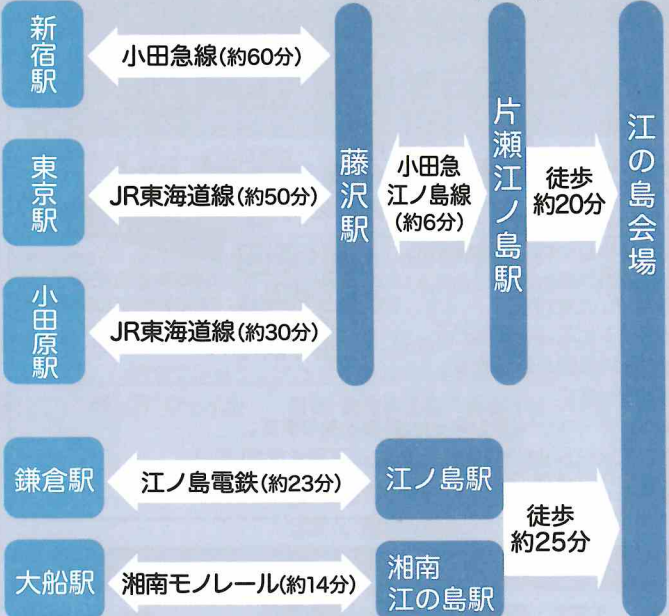 新宿駅
小田急線(約60分)
東京駅
JR東海道線(約50分)
小田原駅
JR東海道線(約30分)
藤沢駅
小田急
江ノ島線
(約6分)
片瀬江ノ島駅
徒歩
約20分
江の島会場
鎌倉駅
江ノ島電鉄(約23分)
江ノ島駅
大船駅
湘南モノレール(約14分)
湘南
江の島駅
徒歩
約25分